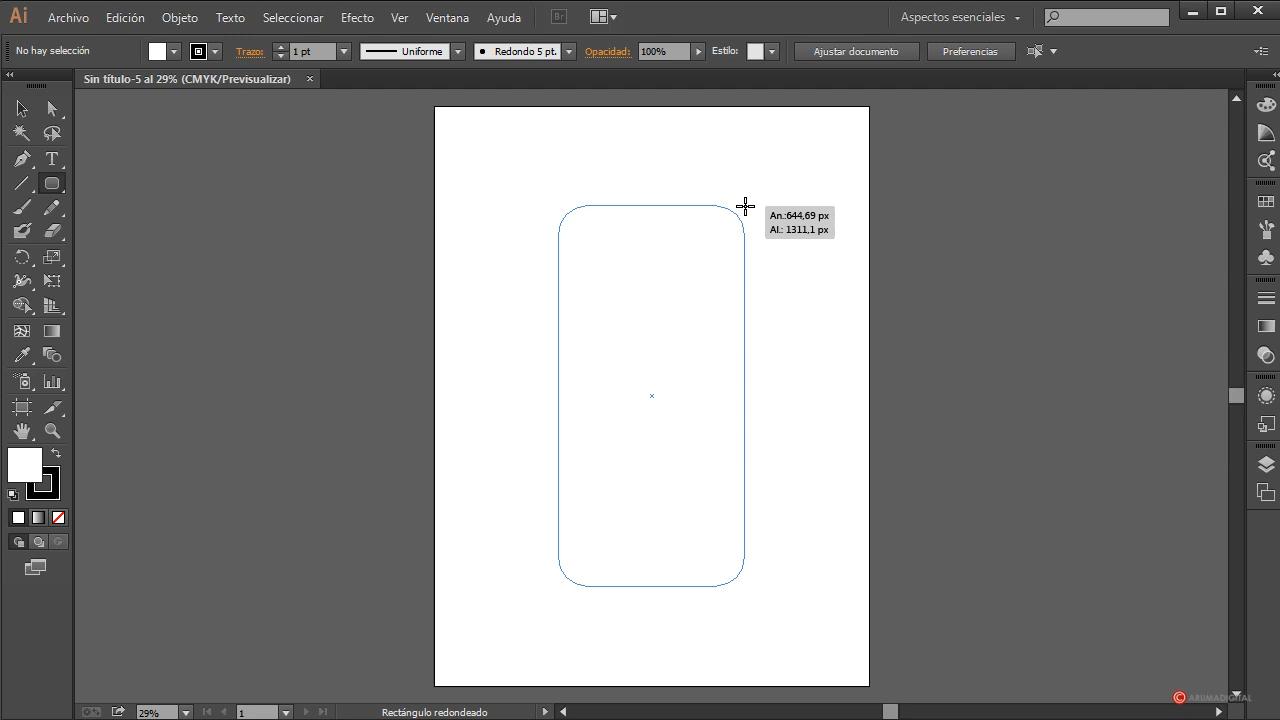 Ai Archivo Edición Objeto Texto Seleccionar Efecto Ver Ventana Ayuda Br Aspectos esenciales
No hay selección Trazo: 1 pt Uniforme Redondo 5 pt. Opacidad: 100% Estilo: Ajustar documento Preferencias
Sin título-5 al 29% (CMYK/Previsualizar) ×
An.:644,69 px
Al.: 1311,1 px
© ARUMADIGITAL
29% 1 Rectángulo redondeado